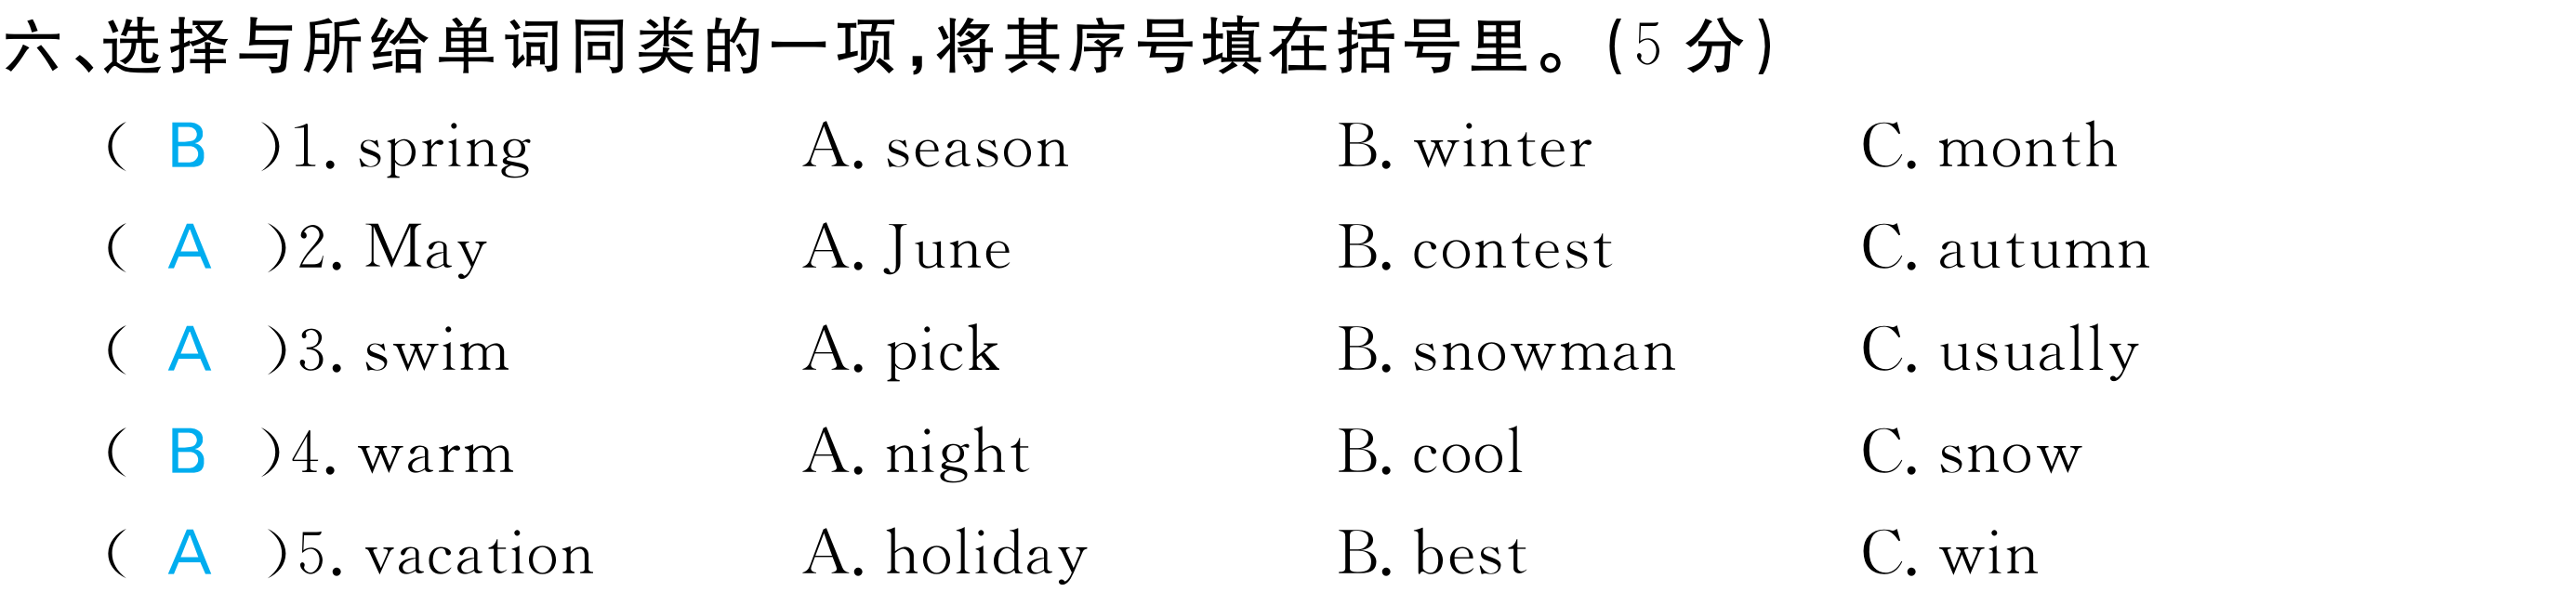 六、选择与所给单词同类的一项,将其序号填在括号里。(5 分)
( B )1. spring A. season B. winter C. month
( A )2. May A. June B. contest C. autumn
( A )3. swim A. pick B. snowman C. usually
( B )4. warm A. night B. cool C. snow
( A )5. vacation A. holiday B. best C. win